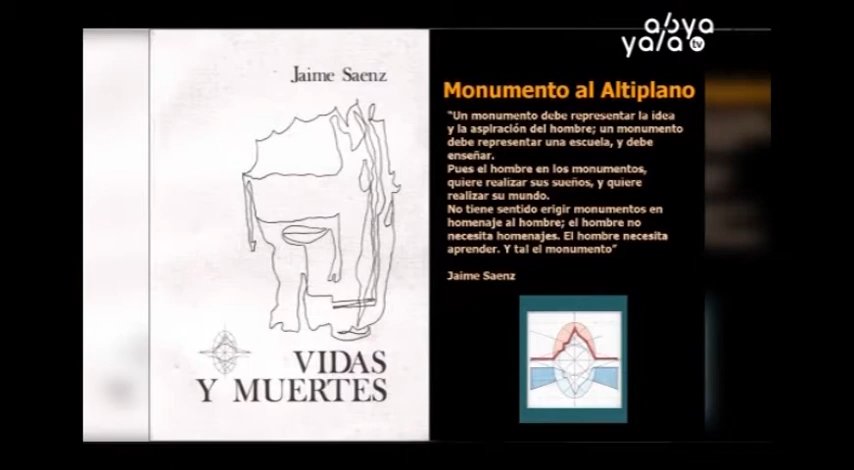 abya
yala tv
Jaime Saenz
VIDAS
Y MUERTES
Monumento al Altiplano
"Un monumento debe representar la idea
y la aspiración del hombre; un monumento
debe representar una escuela, y debe
enseñar.
Pues el hombre en los monumentos,
quiere realizar sus sueños, y quiere
realizar su mundo.
No tiene sentido erigir monumentos en
homenaje al hombre; el hombre no
necesita homenajes. El hombre necesita
aprender. Y tal el monumento"
Jaime Saenz